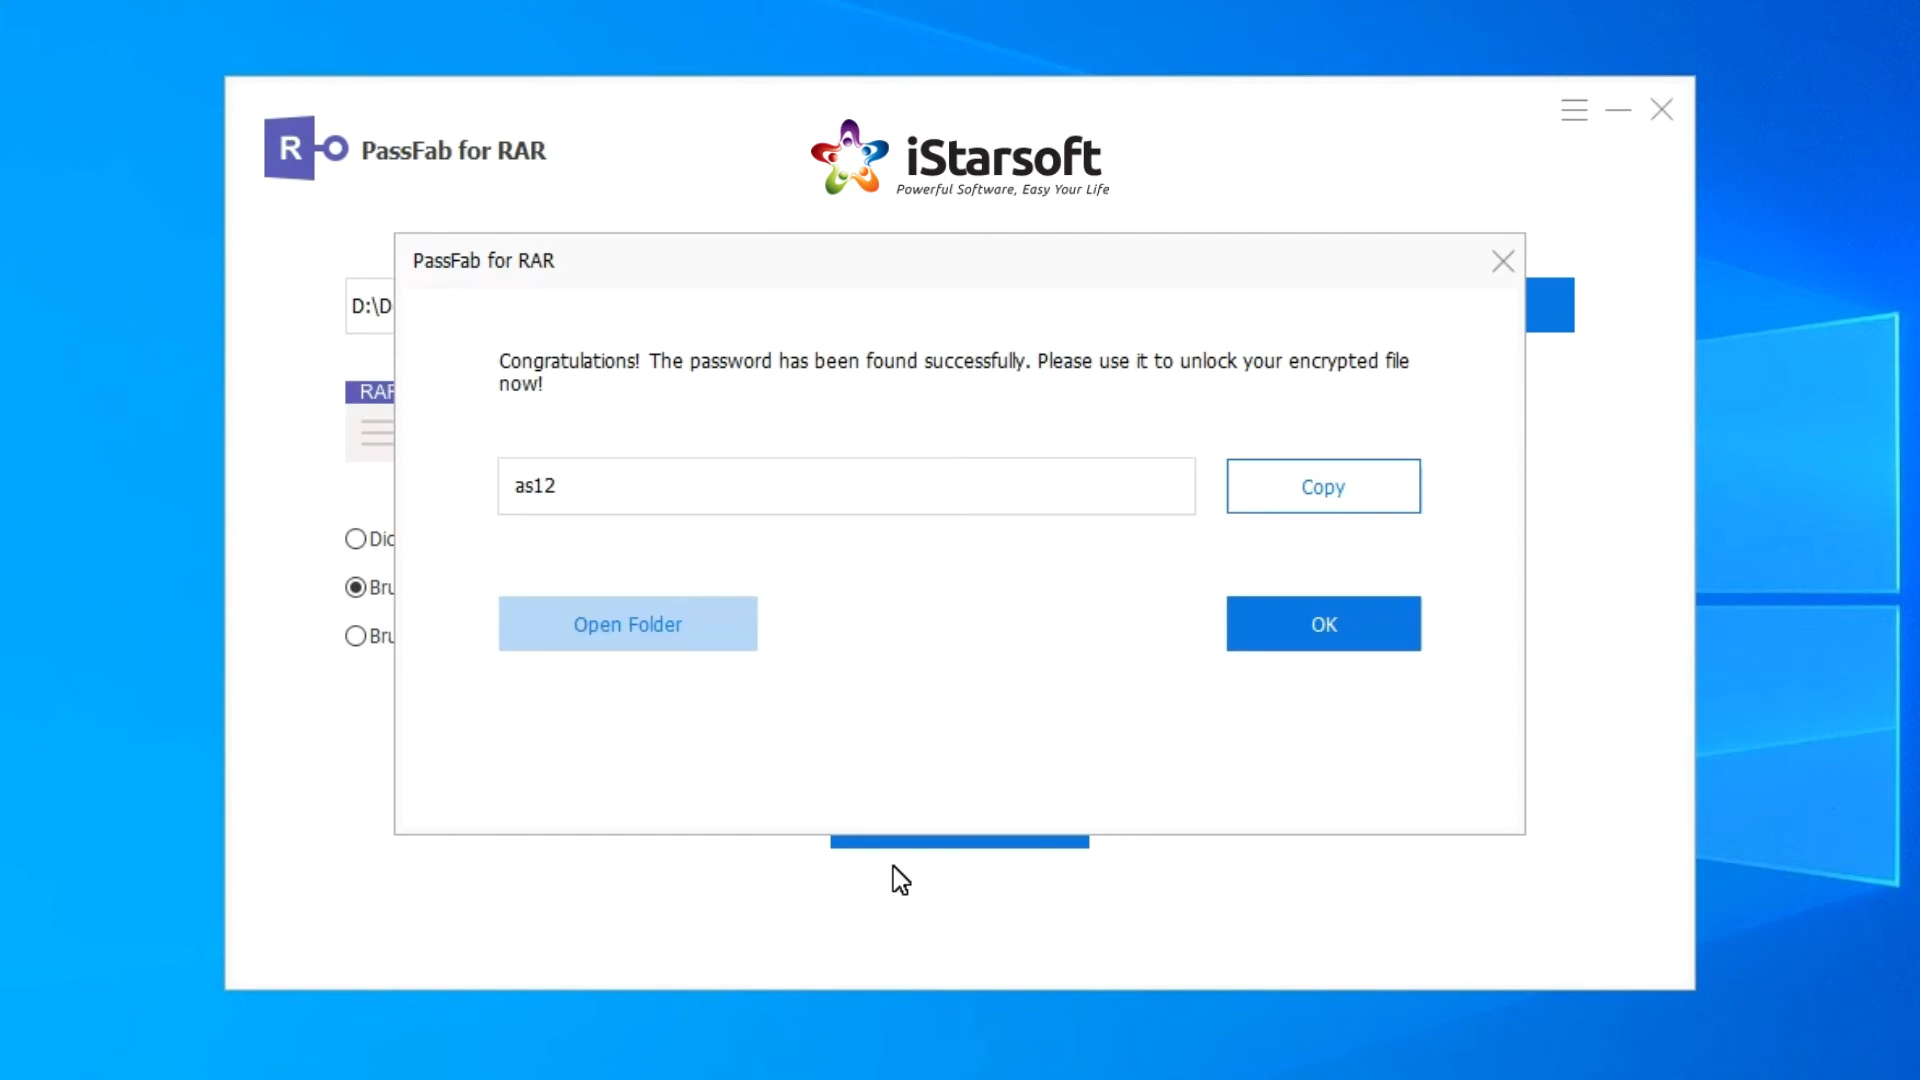 R PassFab for RAR
iStarsoft
Powerful Software, Easy Your Life
PassFab for RAR
D:\D
Congratulations! The password has been found successfully. Please use it to unlock your encrypted file
now!
RAR
as12
Copy
Dic
Bru
Open Folder
OK
Bru